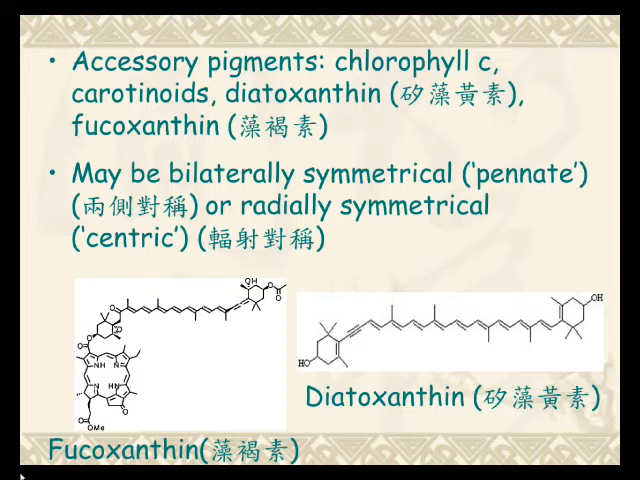 • Accessory pigments: chlorophyll c,
carotinoids, diatoxanthin (矽藻黃素),
fucoxanthin (藻褐素)
• May be bilaterally symmetrical (‘pennate’)
(兩側對稱) or radially symmetrical
(‘centric’) (輻射對稱)
OH
HO
Diatoxanthin (矽藻黃素)
Fucoxanthin(藻褐素)